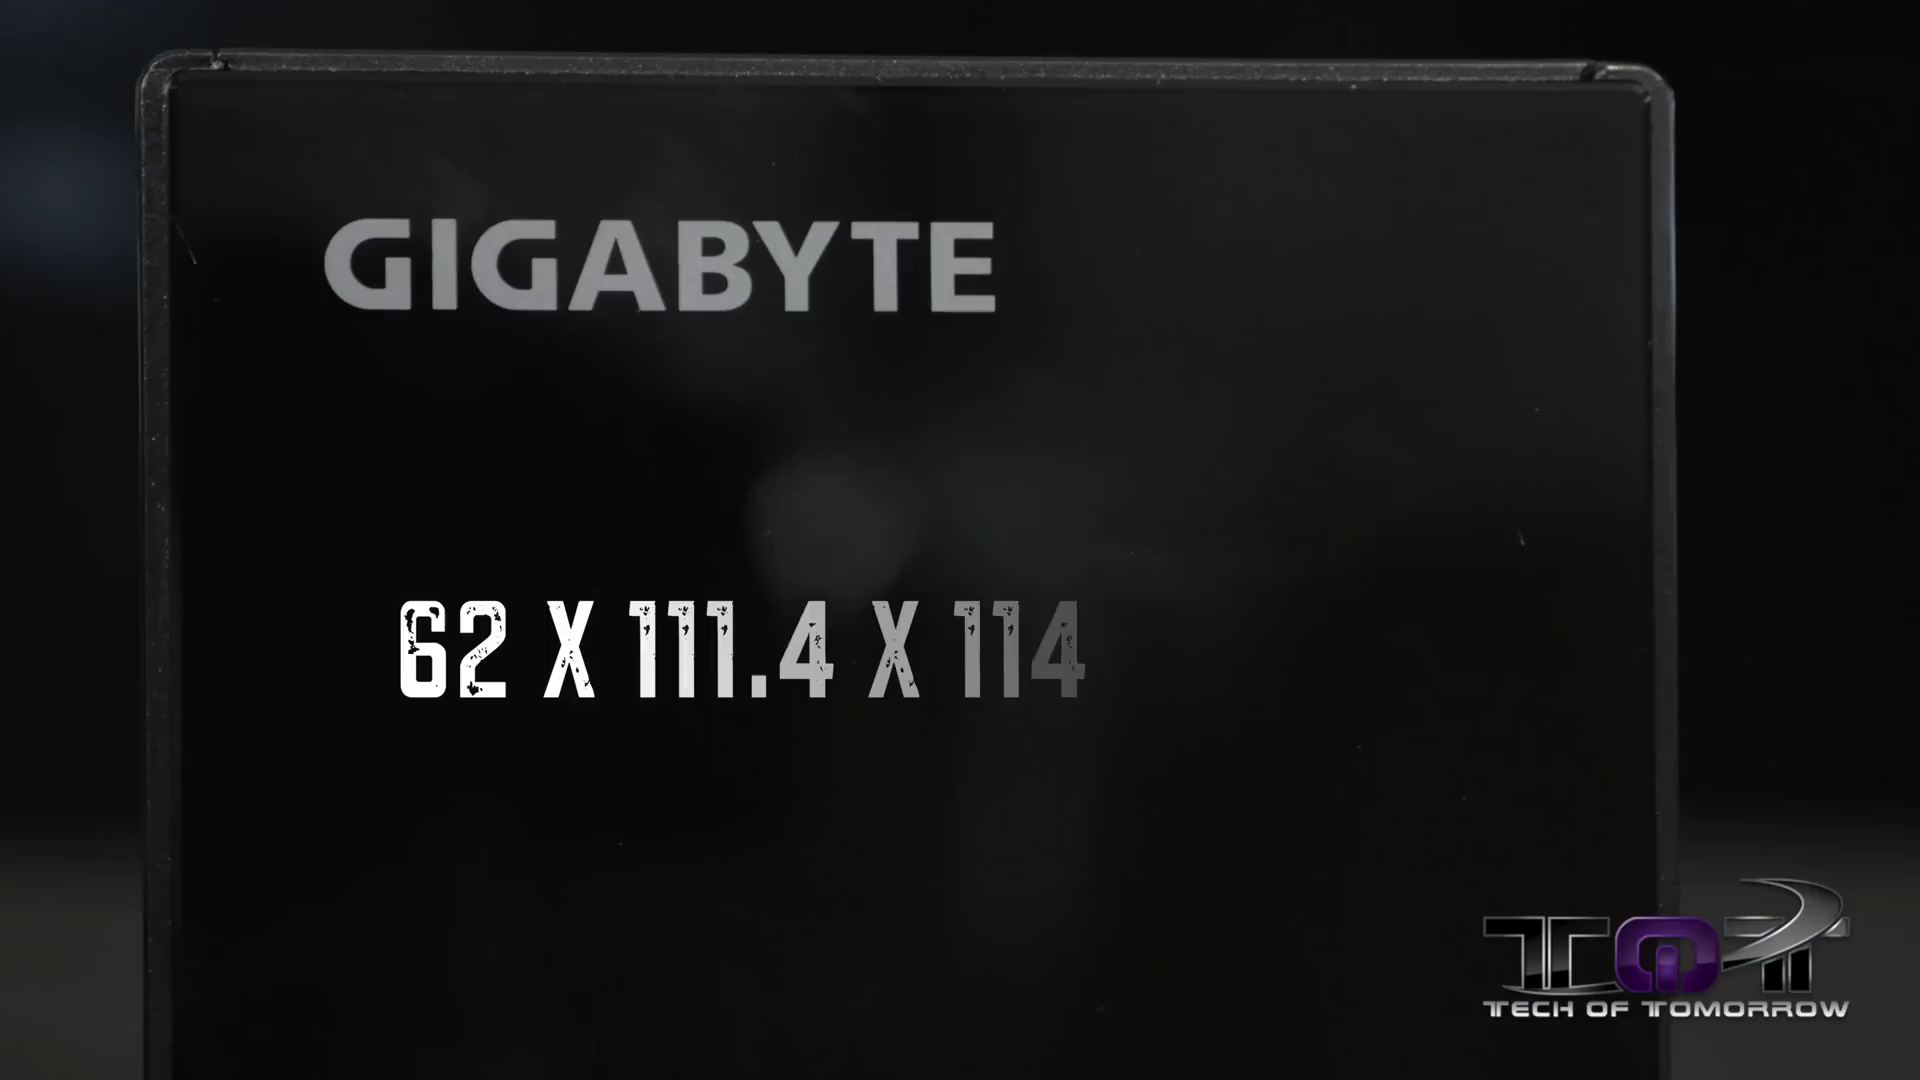 GIGABYTE
62 X 111.4 X 114
TECH OF TOMORROW